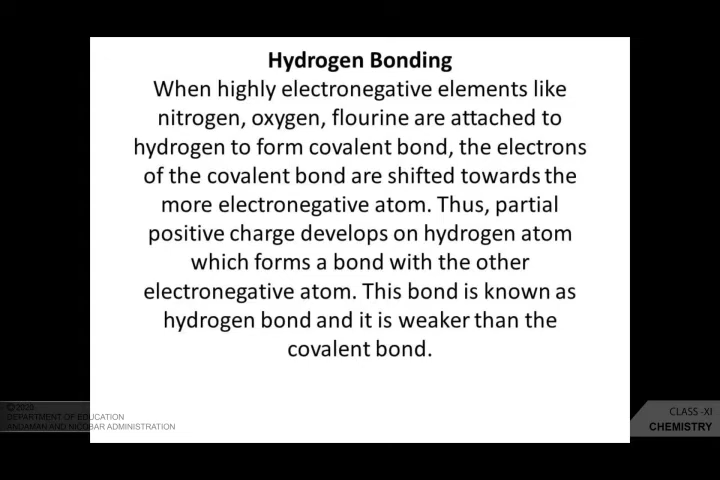 Hydrogen Bonding
When highly electronegative elements like
nitrogen, oxygen, flourine are attached to
hydrogen to form covalent bond, the electrons
of the covalent bond are shifted towards the
more electronegative atom. Thus, partial
positive charge develops on hydrogen atom
which forms a bond with the other
electronegative atom. This bond is known as
hydrogen bond and it is weaker than the
covalent bond.
©2020
DEPARTMENT OF EDUCATION
ANDAMAN AND NICOBAR ADMINISTRATION
CLASS -XI
CHEMISTRY